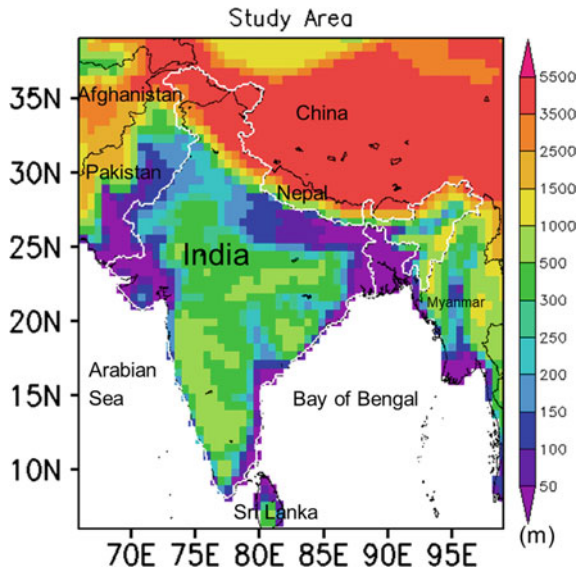 Study Area
35N
30N
25N
20N
15N
10N
Afghanistan
China
Pakistan
Nepal
India
Myanmar
Arabian
Sea
Bay of Bengal
Sri Lanka
70E 75E 80E 85E 90E 95E
5500
3500
2500
1500
1000
500
300
200
150
100
50
(m)